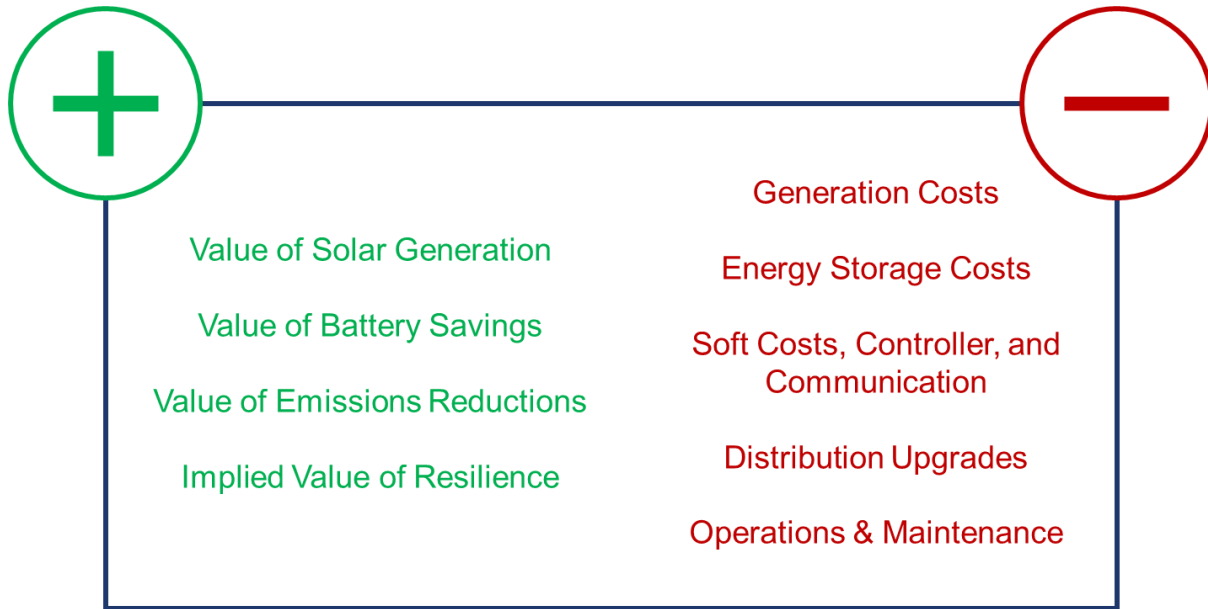 Value of Solar Generation
Value of Battery Savings
Value of Emissions Reductions
Implied Value of Resilience
Generation Costs
Energy Storage Costs
Soft Costs, Controller, and
Communication
Distribution Upgrades
Operations & Maintenance